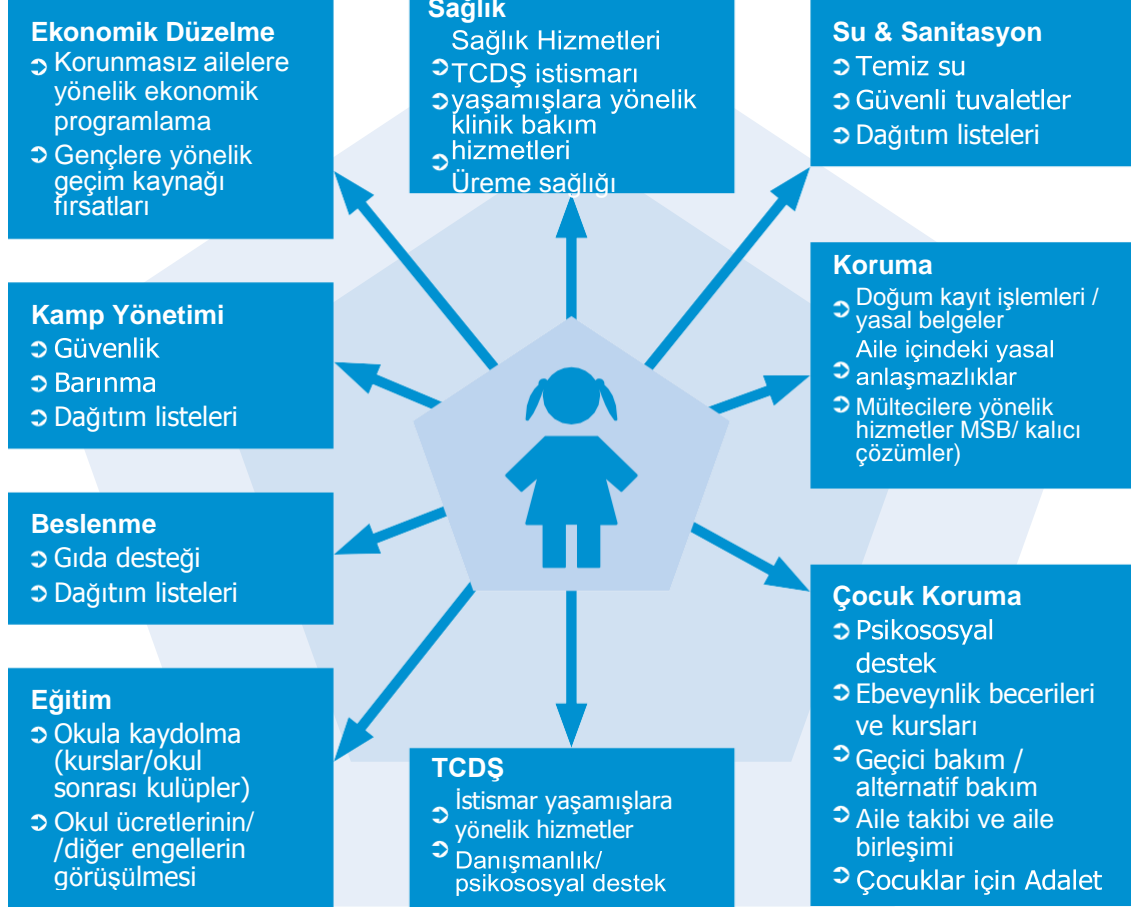 Ekonomik Düzelme
Korunmasız ailelere
yönelik ekonomik
programlama
Gençlere yönelik
geçim kaynağı
fırsatları
Sağlık
Sağlık Hizmetleri
TCDŞ istismarı
yaşamışlara yönelik
klinik bakım
hizmetleri
Üreme sağlığı
Su & Sanitasyon
Temiz su
Güvenli tuvaletler
Dağıtım listeleri
Kamp Yönetimi
Güvenlik
Barınma
Dağıtım listeleri
Koruma
Doğum kayıt işlemleri /
yasal belgeler
Aile içindeki yasal
anlaşmazlıklar
Mültecilere yönelik
hizmetler MSB/ kalıcı
çözümler)
Beslenme
Gıda desteği
Dağıtım listeleri
Eğitim
Okula kaydolma
(kurslar/okul
sonrası kulüpler)
Okul ücretlerinin/
/diğer engellerin
görüşülmesi
TCDŞ
İstismar yaşamışlara
yönelik hizmetler
Danışmanlık/
psikososyal destek
Çocuk Koruma
Psikososyal
destek
Ebeveynlik becerileri
ve kursları
Geçici bakım /
alternatif bakım
Aile takibi ve aile
birleşimi
Çocuklar için Adalet